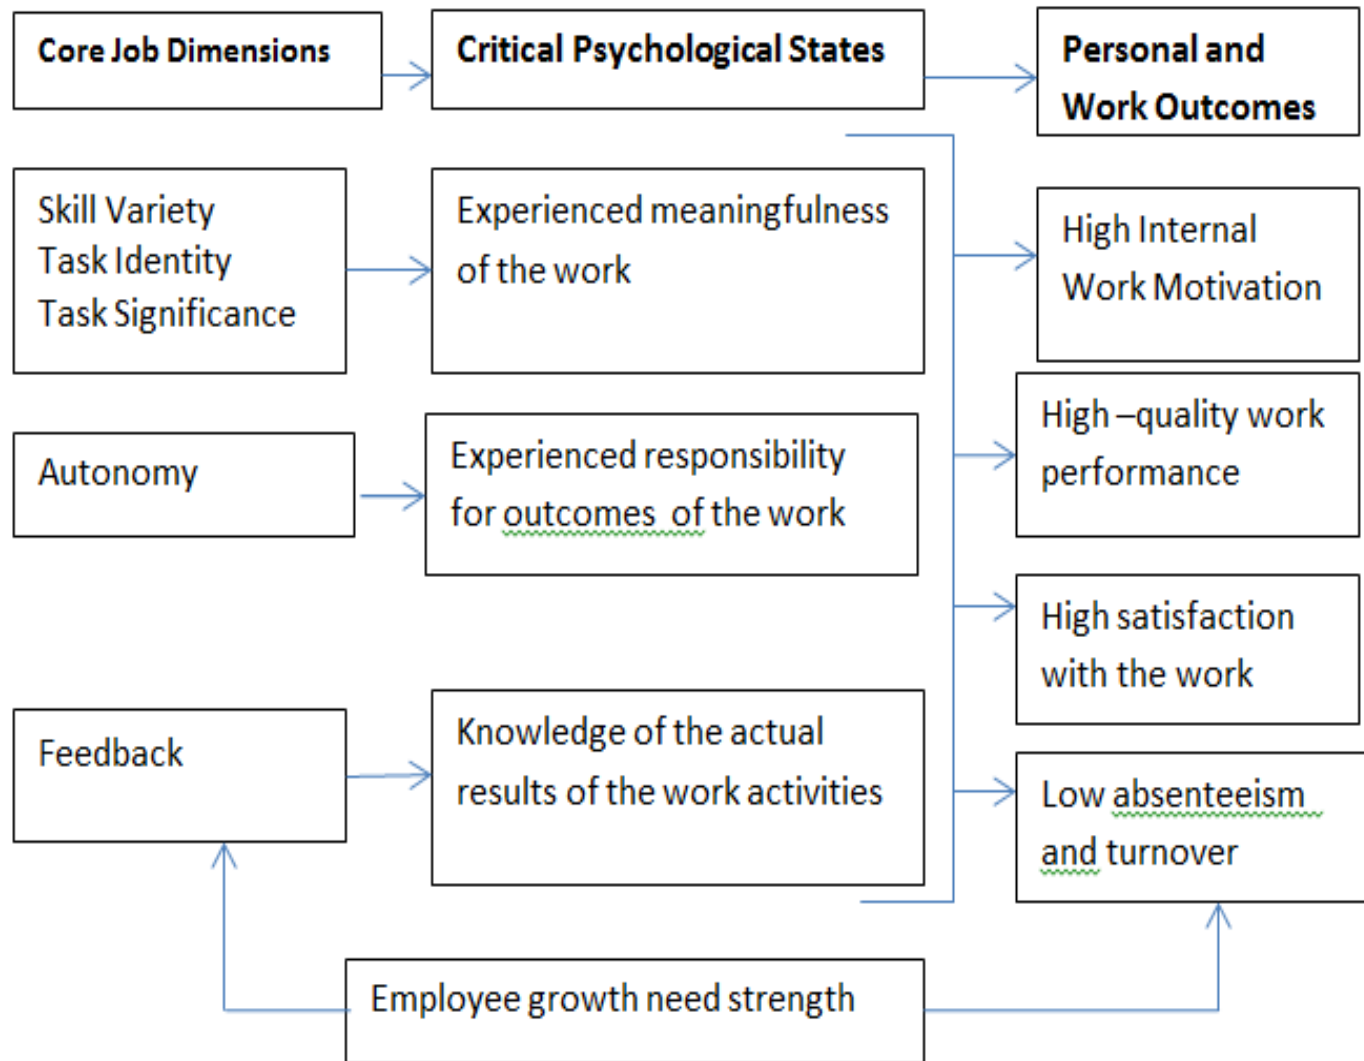 Core Job Dimensions
Critical Psychological States
Personal and
Work Outcomes
Skill Variety
Task Identity
Task Significance
Experienced meaningfulness
of the work
High Internal
Work Motivation
Autonomy
Experienced responsibility
for outcomes  of the work
High –quality work
performance
High satisfaction
with the work
Feedback
Knowledge of the actual
results of the work activities
Low absenteeism
and turnover
Employee growth need strength